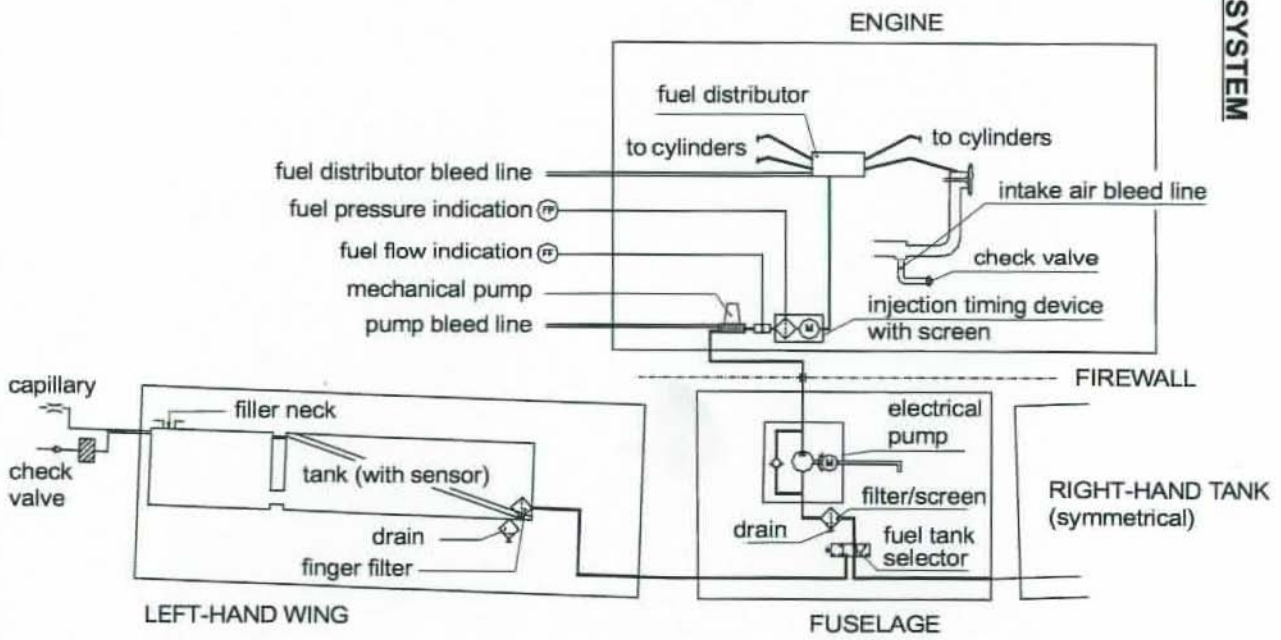 SYSTEM
ENGINE
fuel distributor
to cylinders
to cylinders
fuel distributor bleed line
intake air bleed line
fuel pressure indication FP
fuel flow indication FF
check valve
mechanical pump
injection timing device
with screen
pump bleed line
FIREWALL
capillary
filler neck
electrical
pump
M
M
check
valve
tank (with sensor)
filter/screen
RIGHT-HAND TANK
(symmetrical)
drain
drain
fuel tank
selector
finger filter
LEFT-HAND WING
FUSELAGE